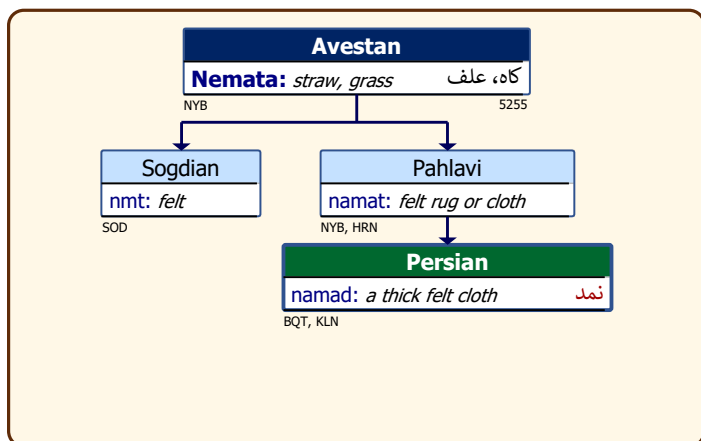 Avestan
Nemata: straw, grass کاه، علف
NYB 5255
Sogdian Pahlavi
nmt: felt namat: felt rug or cloth
SOD NYB, HRN
Persian
namad: a thick felt cloth نمد
BQT, KLN